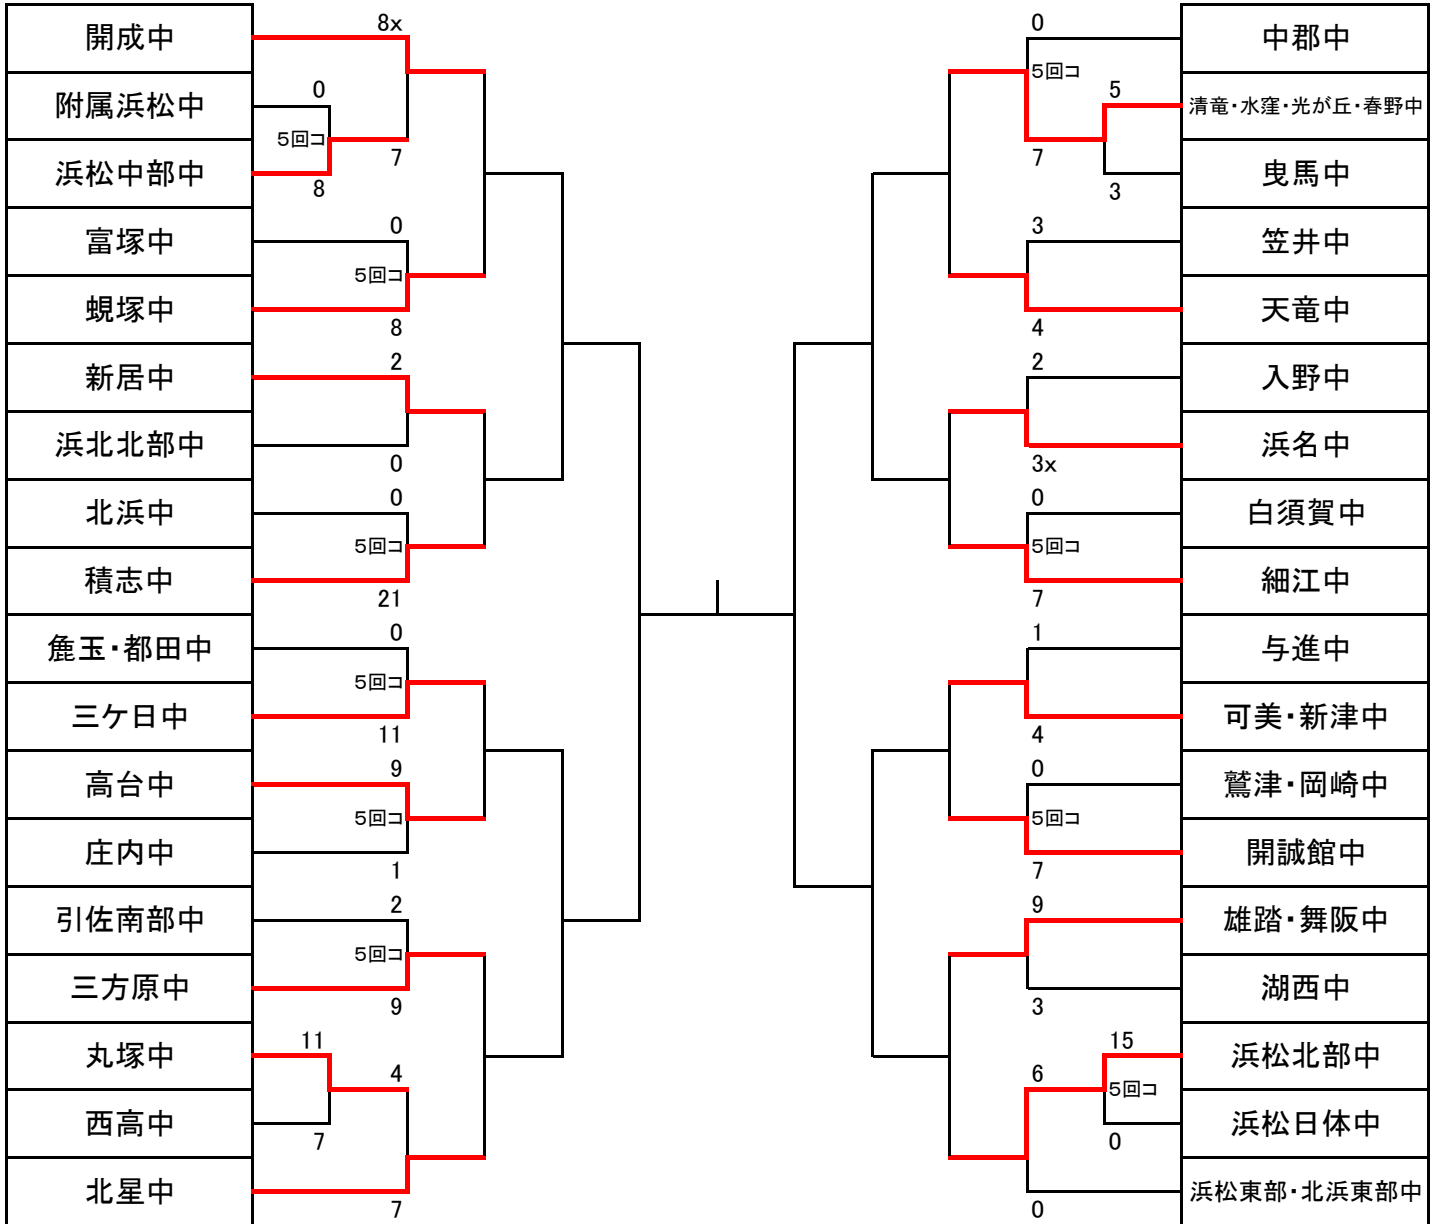 開成中
8x
0
中郡中
5回コ
附属浜松中
0
5
清竜・水窪・光が丘・春野中
5回コ
浜松中部中
8
7
7
3
曳馬中
富塚中
0
3
笠井中
5回コ
蜆塚中
8
4
天竜中
新居中
2
2
入野中
浜北北部中
0
3x
浜名中
北浜中
0
0
白須賀中
5回コ
5回コ
積志中
21
7
細江中
麁玉・都田中
0
1
与進中
5回コ
三ケ日中
11
4
可美・新津中
高台中
9
0
鷲津・岡崎中
5回コ
5回コ
庄内中
1
7
開誠館中
引佐南部中
2
9
雄踏・舞阪中
5回コ
三方原中
9
3
湖西中
丸塚中
11
15
浜松北部中
4
6
5回コ
西高中
7
0
浜松日体中
北星中
7
0
浜松東部・北浜東部中